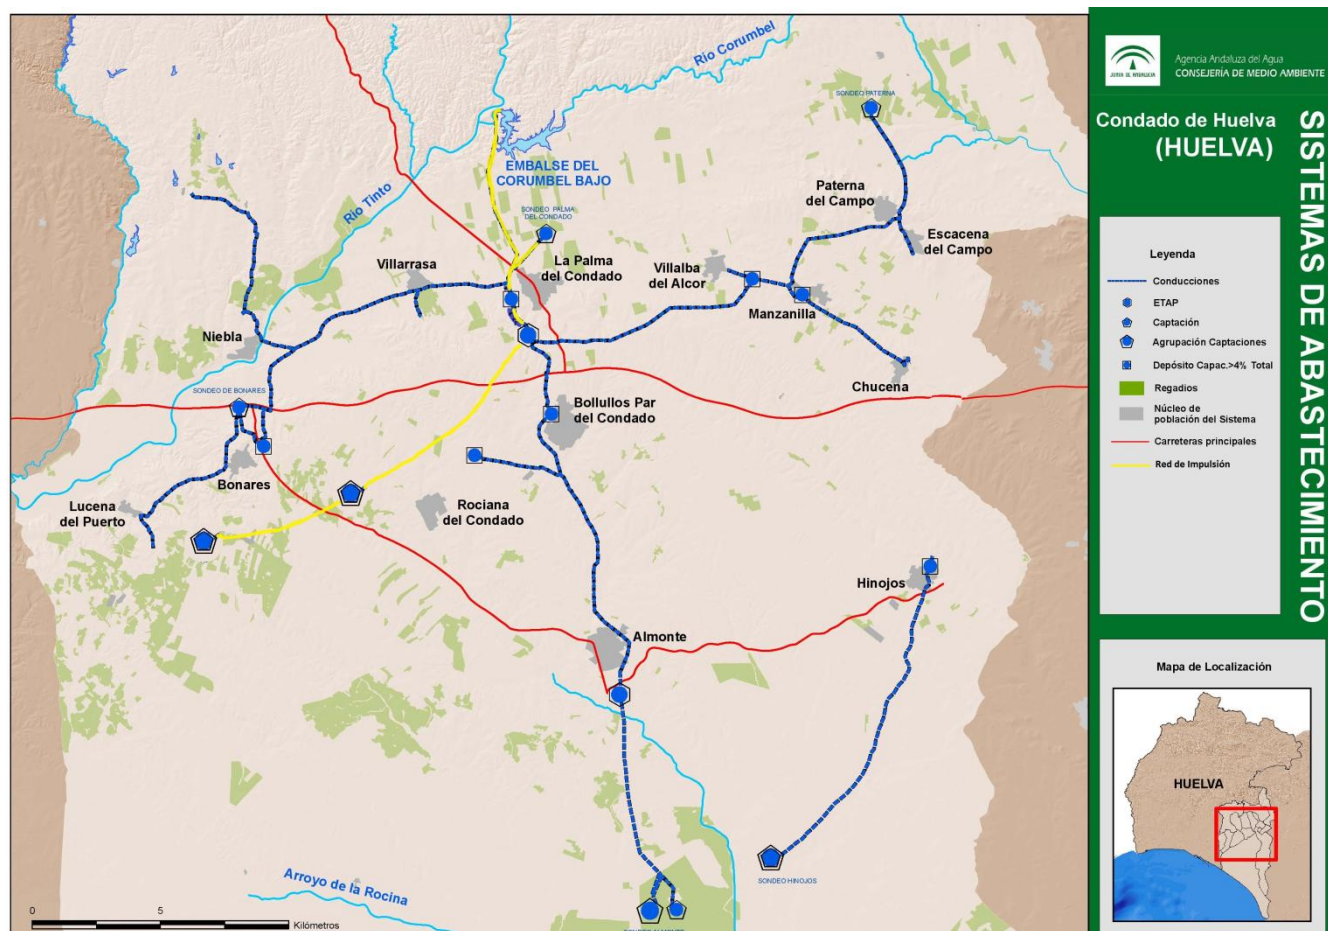 Río Corumbel
SONDEO PATERNA
EMBALSE DEL
CORUMBEL BAJO
Río Tinto
SONDEO PALMA
DEL CONDADO
Paterna
del Campo
Escacena
del Campo
Villarrasa
La Palma
del Condado
Villalba
del Alcor
Manzanilla
Niebla
Chucena
SONDEO DE BONARES
Bollullos Par
del Condado
Bonares
Lucena
del Puerto
Rociana
del Condado
Hinojos
Almonte
SONDEO HINOJOS
Arroyo de la Rocina
0 5
Kilómetros
JUNTA DE ANDALUCIA
Agencia Andaluza del Agua
CONSEJERÍA DE MEDIO AMBIENTE
Condado de Huelva
(HUELVA)
SISTEMAS DE ABASTECIMIENTO
Leyenda
Conducciones
ETAP
Captación
Agrupación Captaciones
Depósito Capac.>4% Total
Regadios
Núcleo de
población del Sistema
Carreteras principales
Red de Impulsión
Mapa de Localización
HUELVA